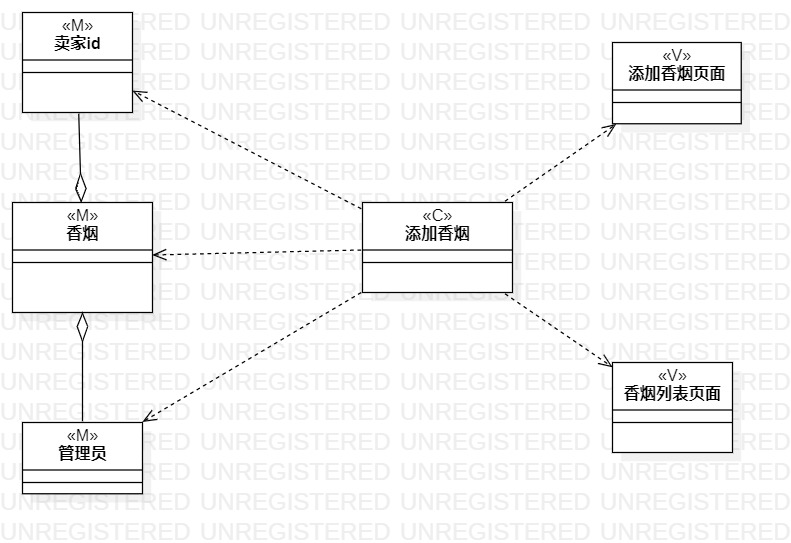 «M»
卖家id
«V»
添加香烟页面
«M»
香烟
«C»
添加香烟
«V»
香烟列表页面
«M»
管理员
UNREGISTERED UNREGISTERED UNREGISTERED UNREGISTERED